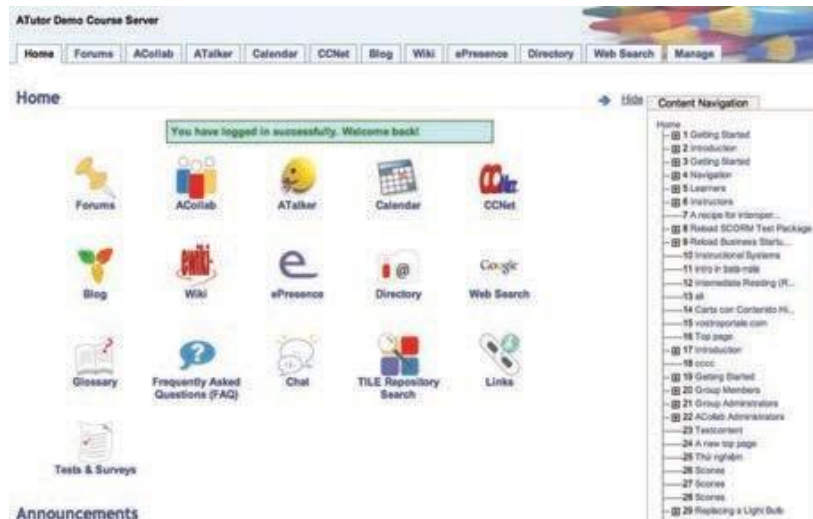 ATutor Demo Course Server
Home Forums ACollab ATalker Calendar CCNet Blog Wiki ePresence Directory Web Search Manage
Home
Hide
You have logged in successfully. Welcome back!
Forums ACollab ATalker Calendar CCNet
ewiki
e
@
Google
Blog Wiki ePresence Directory Web Search
?
?
Glossary Frequently Asked Questions (FAQ) Chat TILE Repository Search Links
Tests & Surveys
Announcements
Content Navigation
Home
1 Getting Started
2 Introduction
3 Getting Started
4 Navigation
5 Learners
6 Instructors
7 A recipe for interoper...
8 Reload SCORM Test Package
9 Reload Business Startu...
10 Instructional Systems
11 intro in
12 Intermediate Reading (R...
13 all
14 Carta con Contenido Hi...
15 vostroportale.com
16 Top page
17 Introduction
18 cccc
19 Getting Started
20 Group Members
21 Group Administrators
22 ACollab Administrators
23 Testcontent
24 A new top page
25 Thử nghiệm
26 Scores
27 Scores
28 Scores
29 Replacing a Light Bulb